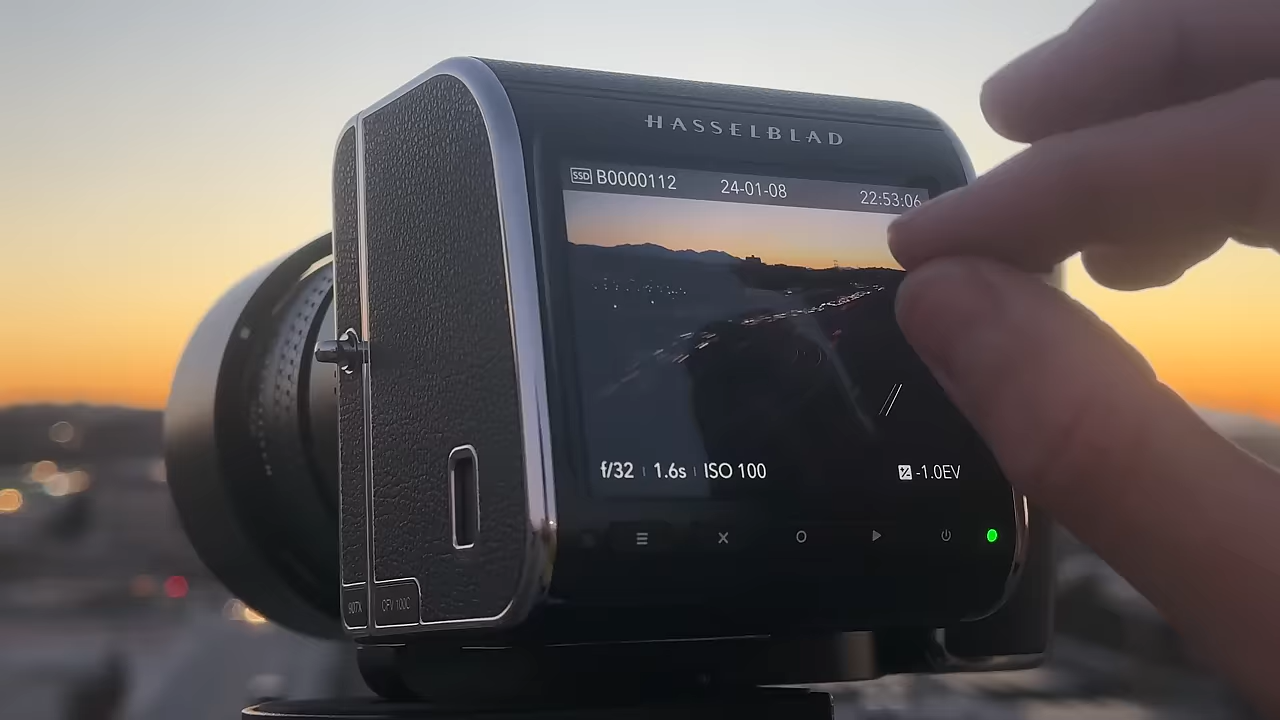 HASSELBLAD
SSD B0000112 24-01-08 22:53:06
f/32 1.6s ISO 100 -1.0EV
907X CFV 100C